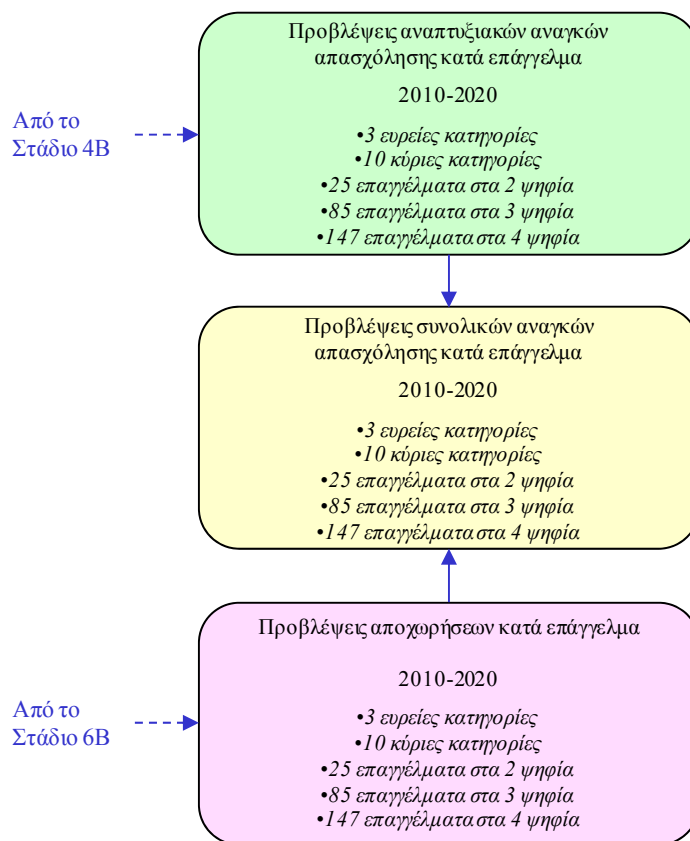 Προβλέψεις αναπτυξιακών αναγκών
απασχόλησης κατά επάγγελμα
2010-2020
•3 ευρείες κατηγορίες
•10 κύριες κατηγορίες
•25 επαγγέλματα στα 2 ψηφία
•85 επαγγέλματα στα 3 ψηφία
•147 επαγγέλματα στα 4 ψηφία
Από το
Στάδιο 4Β
Προβλέψεις συνολικών αναγκών
απασχόλησης κατά επάγγελμα
2010-2020
•3 ευρείες κατηγορίες
•10 κύριες κατηγορίες
•25 επαγγέλματα στα 2 ψηφία
•85 επαγγέλματα στα 3 ψηφία
•147 επαγγέλματα στα 4 ψηφία
Προβλέψεις αποχωρήσεων κατά επάγγελμα
2010-2020
•3 ευρείες κατηγορίες
•10 κύριες κατηγορίες
•25 επαγγέλματα στα 2 ψηφία
•85 επαγγέλματα στα 3 ψηφία
•147 επαγγέλματα στα 4 ψηφία
Από το
Στάδιο 6Β